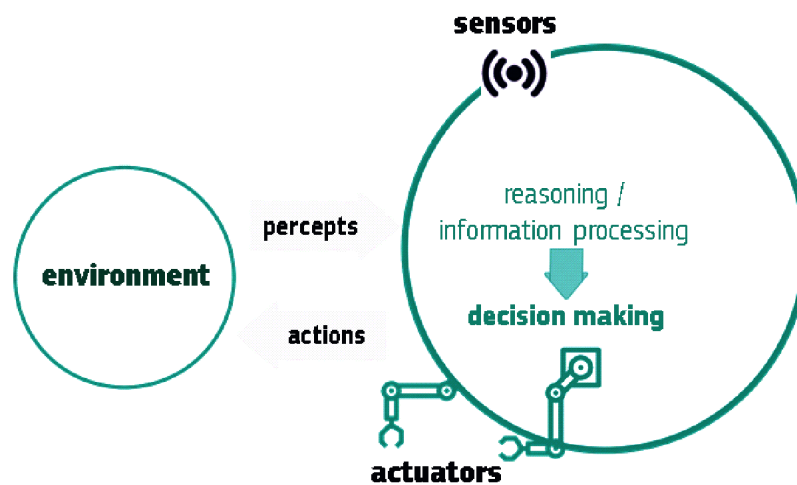 sensors
reasoning /
information processing
percepts
environment
decision making
actions
actuators